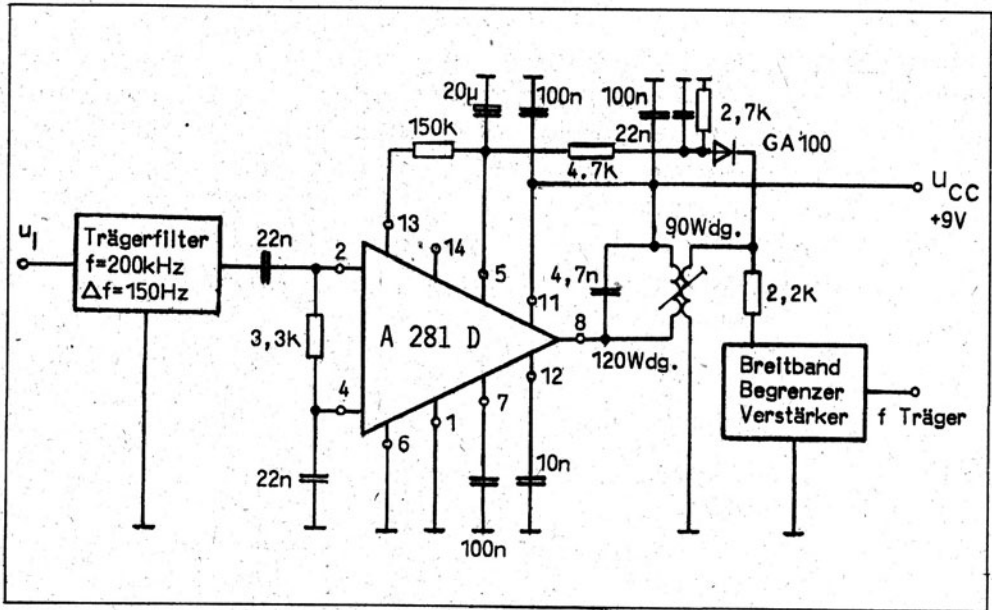 20µ
100n
100n
2,7K
150k
22n
GA 100
4.7K
U CC
+9V
u I
13
14
90Wdg.
Trägerfilter
f=200kHz
Δf=150Hz
22n
2
5
4,7n
11
2,2K
3,3k
A 281 D
8
120Wdg.
12
Breitband
Begrenzer
Verstärker
f Träger
4
7
1
6
22n
10n
100n